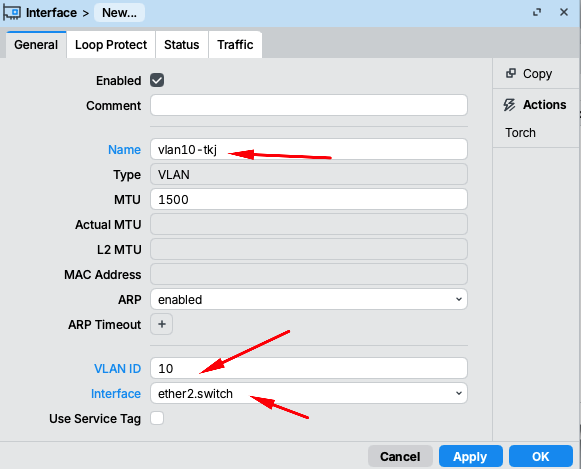 Interface > New...
General Loop Protect Status Traffic
Enabled
Comment
Name vlan10-tkj
Type VLAN
MTU 1500
Actual MTU
L2 MTU
MAC Address
ARP enabled
ARP Timeout +
VLAN ID 10
Interface ether2.switch
Use Service Tag
Copy
Actions
Torch
Cancel Apply OK